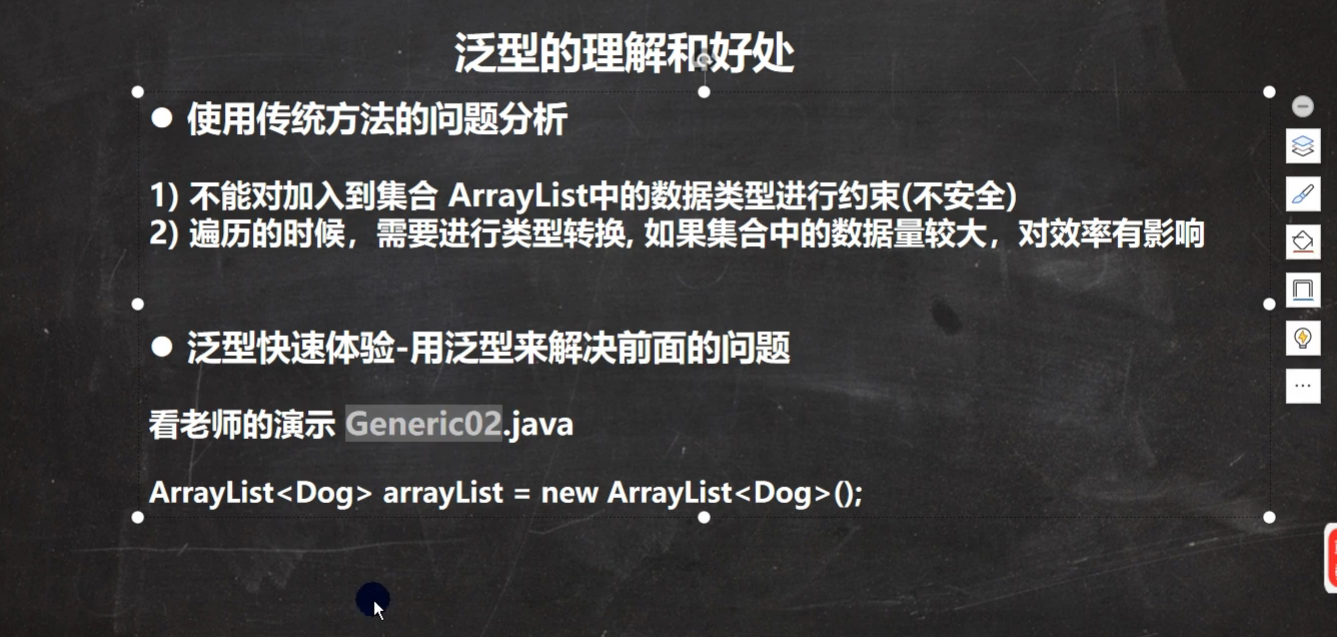 泛型的理解和好处
● 使用传统方法的问题分析
1) 不能对加入到集合 ArrayList中的数据类型进行约束(不安全)
2) 遍历的时候，需要进行类型转换, 如果集合中的数据量较大，对效率有影响
● 泛型快速体验-用泛型来解决前面的问题
看老师的演示 Generic02.java
ArrayList<Dog> arrayList = new ArrayList<Dog>();